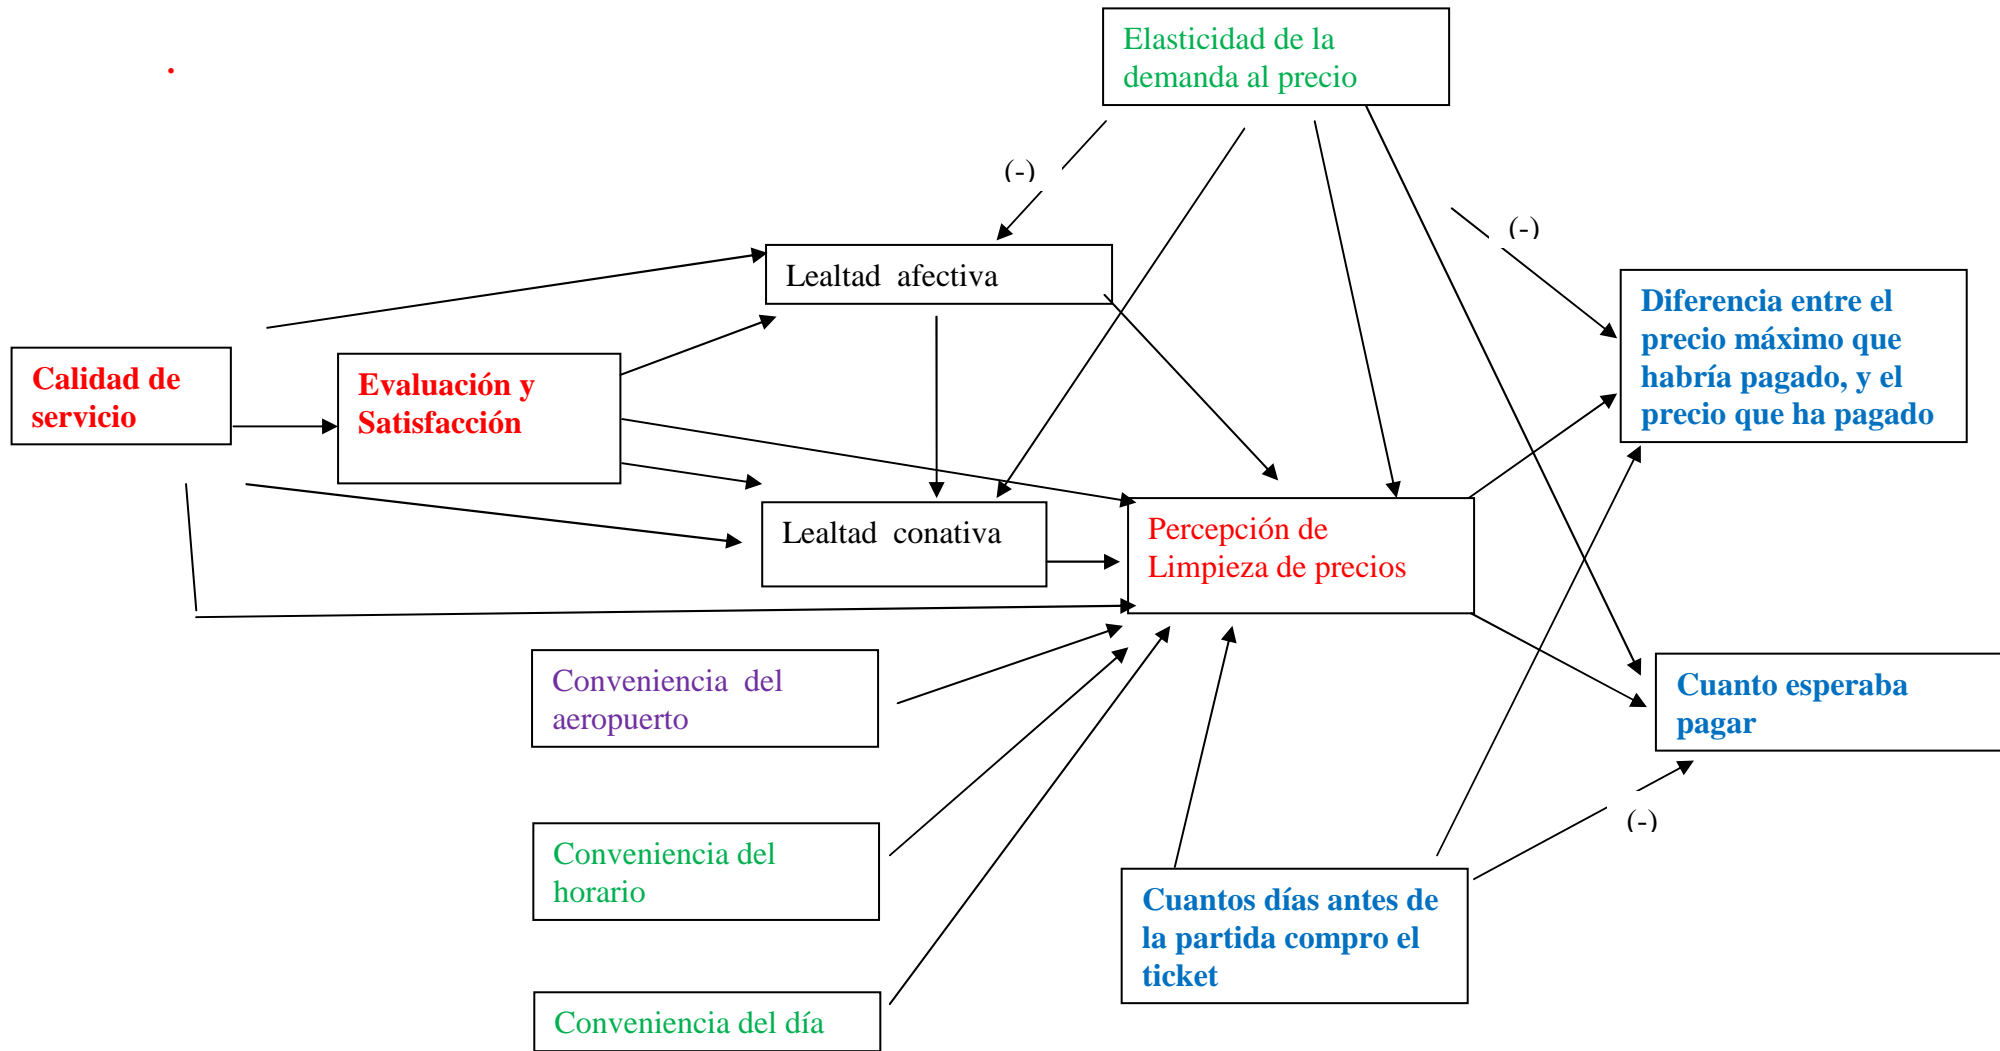 Elasticidad de la
demanda al precio
(-)
(-)
Lealtad afectiva
Diferencia entre el
precio máximo que
habría pagado, y el
precio que ha pagado
Calidad de
servicio
Evaluación y
Satisfacción
Lealtad conativa
Percepción de
Limpieza de precios
Conveniencia del
aeropuerto
Cuanto esperaba
pagar
(-)
Conveniencia del
horario
Cuantos días antes de
la partida compro el
ticket
Conveniencia del día